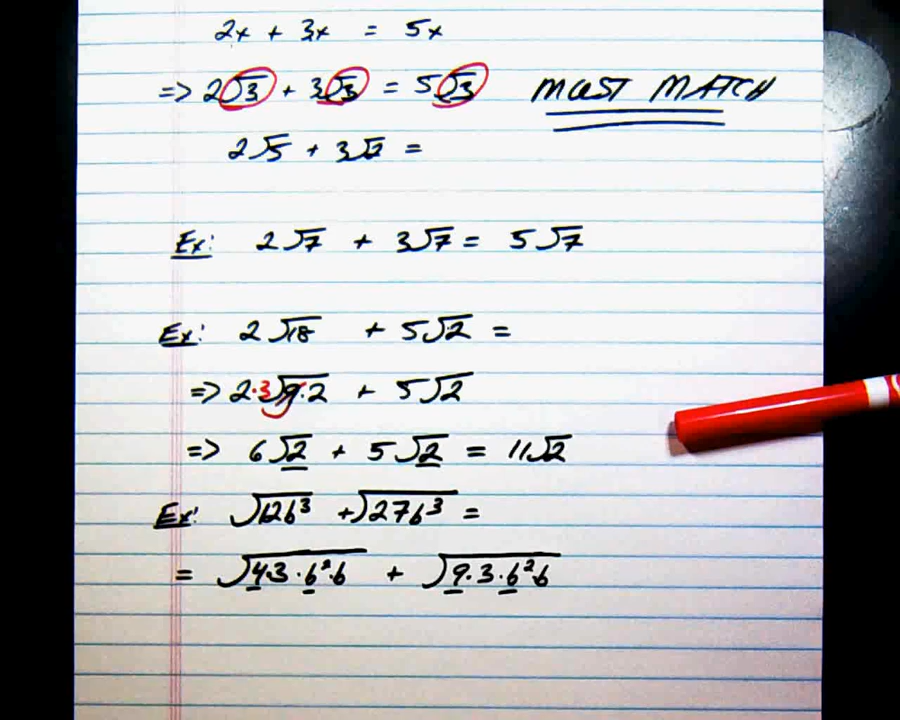 2x + 3x = 5x
=> 2√3 + 3√3 = 5√3 MUST MATCH
2√5 + 3√2 =
Ex: 2√7 + 3√7 = 5√7
Ex: 2√18 + 5√2 =
=> 2·3√9·2 + 5√2
=> 6√2 + 5√2 = 11√2
Ex: √12b³ + √27b³ =
= √4·3·b²·b + √9·3·b²b